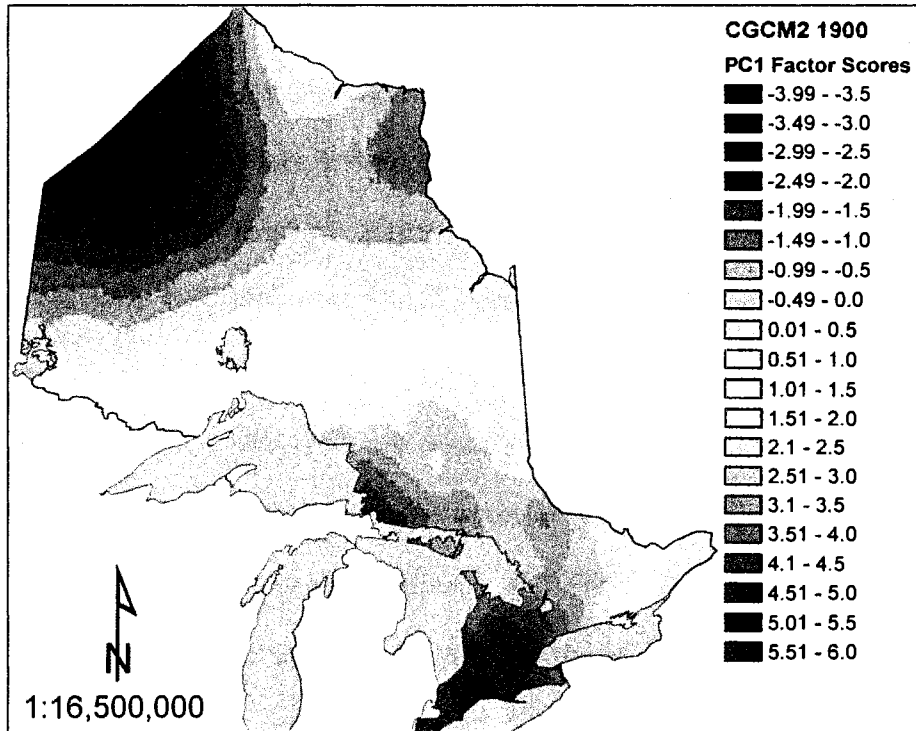 CGCM2 1900
PC1 Factor Scores
-3.99 - -3.5
-3.49 - -3.0
-2.99 - -2.5
-2.49 - -2.0
-1.99 - -1.5
-1.49 - -1.0
-0.99 - -0.5
-0.49 - 0.0
0.01 - 0.5
0.51 - 1.0
1.01 - 1.5
1.51 - 2.0
2.1 - 2.5
2.51 - 3.0
3.1 - 3.5
3.51 - 4.0
4.1 - 4.5
4.51 - 5.0
5.01 - 5.5
5.51 - 6.0
N
1:16,500,000